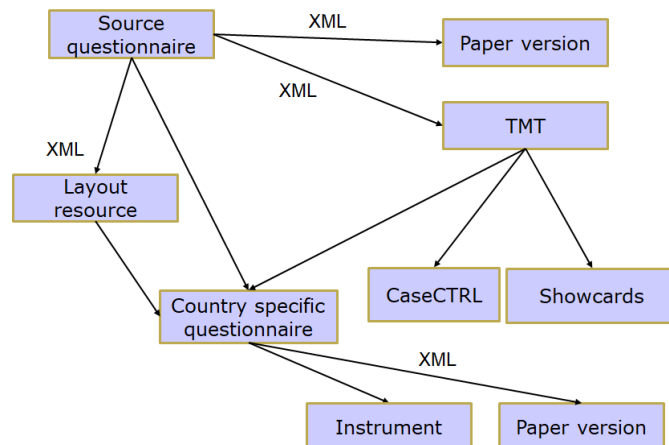 Source
questionnaire
XML
Paper version
XML
TMT
XML
Layout
resource
CaseCTRL
Showcards
Country specific
questionnaire
XML
Instrument
Paper version